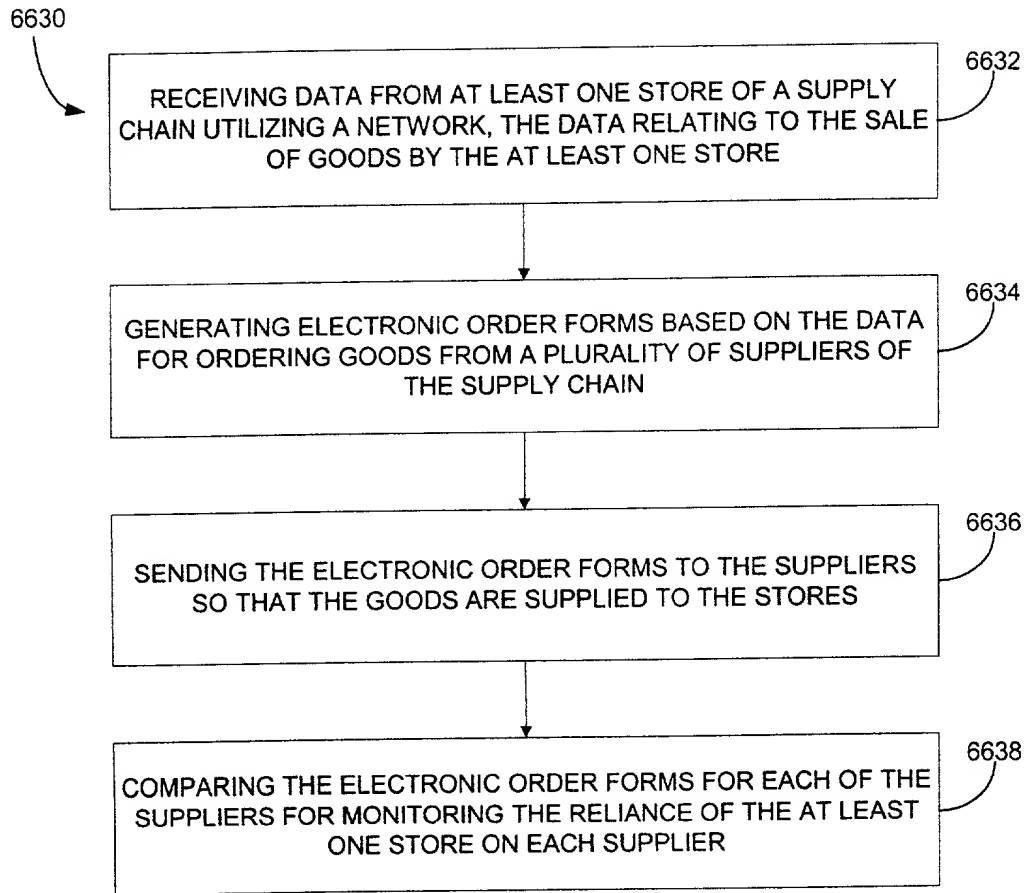 6630
6632
RECEIVING DATA FROM AT LEAST ONE STORE OF A SUPPLY
CHAIN UTILIZING A NETWORK, THE DATA RELATING TO THE SALE
OF GOODS BY THE AT LEAST ONE STORE
6634
GENERATING ELECTRONIC ORDER FORMS BASED ON THE DATA
FOR ORDERING GOODS FROM A PLURALITY OF SUPPLIERS OF
THE SUPPLY CHAIN
6636
SENDING THE ELECTRONIC ORDER FORMS TO THE SUPPLIERS
SO THAT THE GOODS ARE SUPPLIED TO THE STORES
6638
COMPARING THE ELECTRONIC ORDER FORMS FOR EACH OF THE
SUPPLIERS FOR MONITORING THE RELIANCE OF THE AT LEAST
ONE STORE ON EACH SUPPLIER